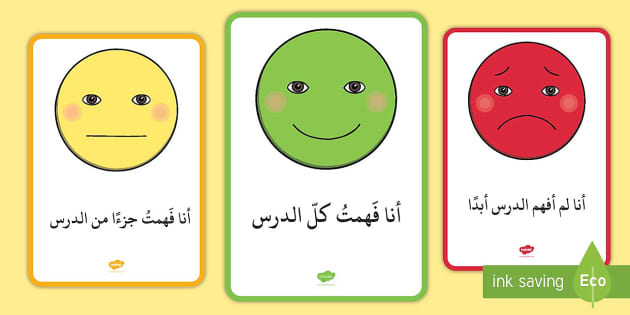 أنا فَهمتُ جزءًا من الدرس
أنا فَهمتُ كلّ الدرس
أنا لم أفهم الدرس أبدًا
ink saving
Eco